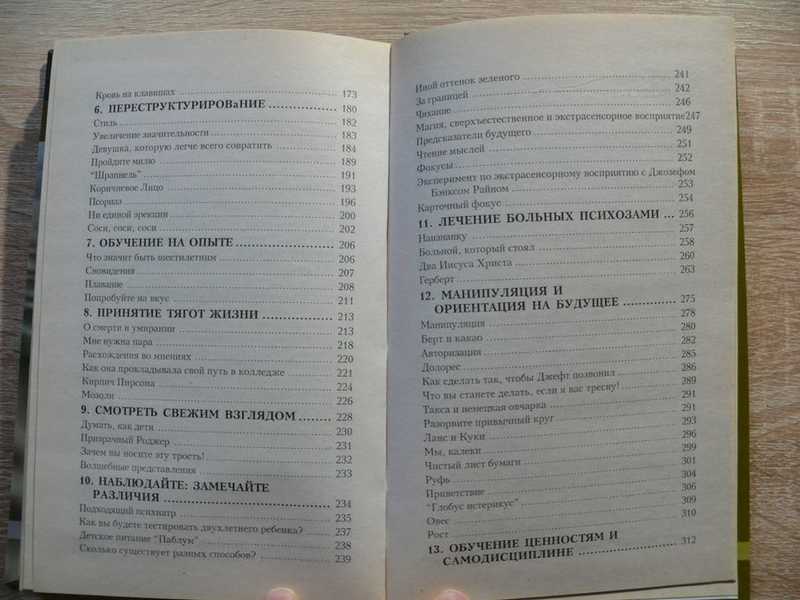 Кровь на клавишах 173
6. ПЕРЕСТРУКТУРИРОВаНИЕ 180
Стиль 182
Увеличение значительности 183
Девушка, которую легче всего совратить 184
Пройдите милю 189
"Шрапнель" 191
Коричневое Лицо 193
Псориаз 196
Ни единой эрекции 200
Соси, соси, соси 202
7. ОБУЧЕНИЕ НА ОПЫТЕ 206
Что значит быть шестилетним 206
Сновидения 207
Плавание 208
Попробуйте на вкус 211
8. ПРИНЯТИЕ ТЯГОТ ЖИЗНИ 213
О смерти и умирании 213
Мне нужна пара 218
Расхождения во мнениях 220
Как она прокладывала свой путь в колледже 221
Кирпич Пирсона 224
Мозоли 226
9. СМОТРЕТЬ СВЕЖИМ ВЗГЛЯДОМ 228
Думать, как дети 230
Призрачный Роджер 231
Зачем вы носите эту трость! 232
Волшебные представления 233
10. НАБЛЮДАЙТЕ: ЗАМЕЧАЙТЕ
РАЗЛИЧИЯ 234
Подходящий психиатр 235
Как вы будете тестировать двухлетнего ребенка? 237
Детское питание "Паблум" 238
Сколько существует разных способов? 239
Иной оттенок зеленого 241
За границей 242
Чихание 246
Магия, сверхъестественное и экстрасенсорное восприятие 247
Предсказатели будущего 249
Чтение мыслей 251
Фокусы 252
Эксперимент по экстрасенсорному восприятию с Джозефом
Бэнксом Райном 253
Карточный фокус 254
11. ЛЕЧЕНИЕ БОЛЬНЫХ ПСИХОЗАМИ 256
Наизнанку 257
Больной, который стоял 258
Два Иисуса Христа 260
Герберт 263
12. МАНИПУЛЯЦИЯ И
ОРИЕНТАЦИЯ НА БУДУЩЕЕ 275
Манипуляция 278
Берт и какао 280
Авторизация 282
Долорес 285
Как сделать так, чтобы Джефт позвонил 286
Что вы станете делать, если я вас тресну! 289
Такса и немецкая овчарка 291
Разорвите привычный круг 291
Ланс и Куки 293
Мы, калеки 296
Чистый лист бумаги 299
Руфь 301
Приветствие 304
"Глобус истерикус" 306
Овес 309
Рост 310
13. ОБУЧЕНИЕ ЦЕННОСТЯМ И
САМОДИСЦИПЛИНЕ 312